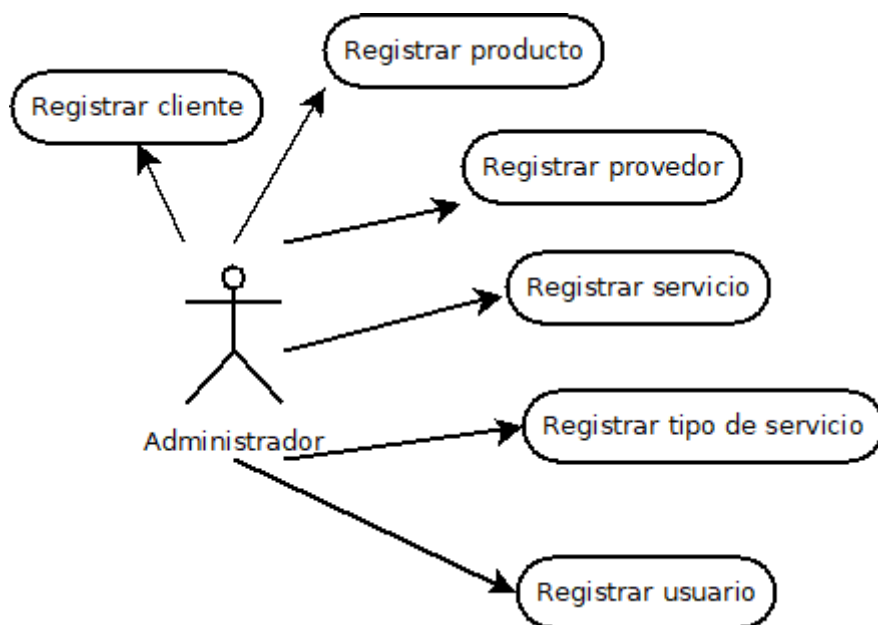 Registrar producto
Registrar cliente
Registrar provedor
Registrar servicio
Registrar tipo de servicio
Administrador
Registrar usuario